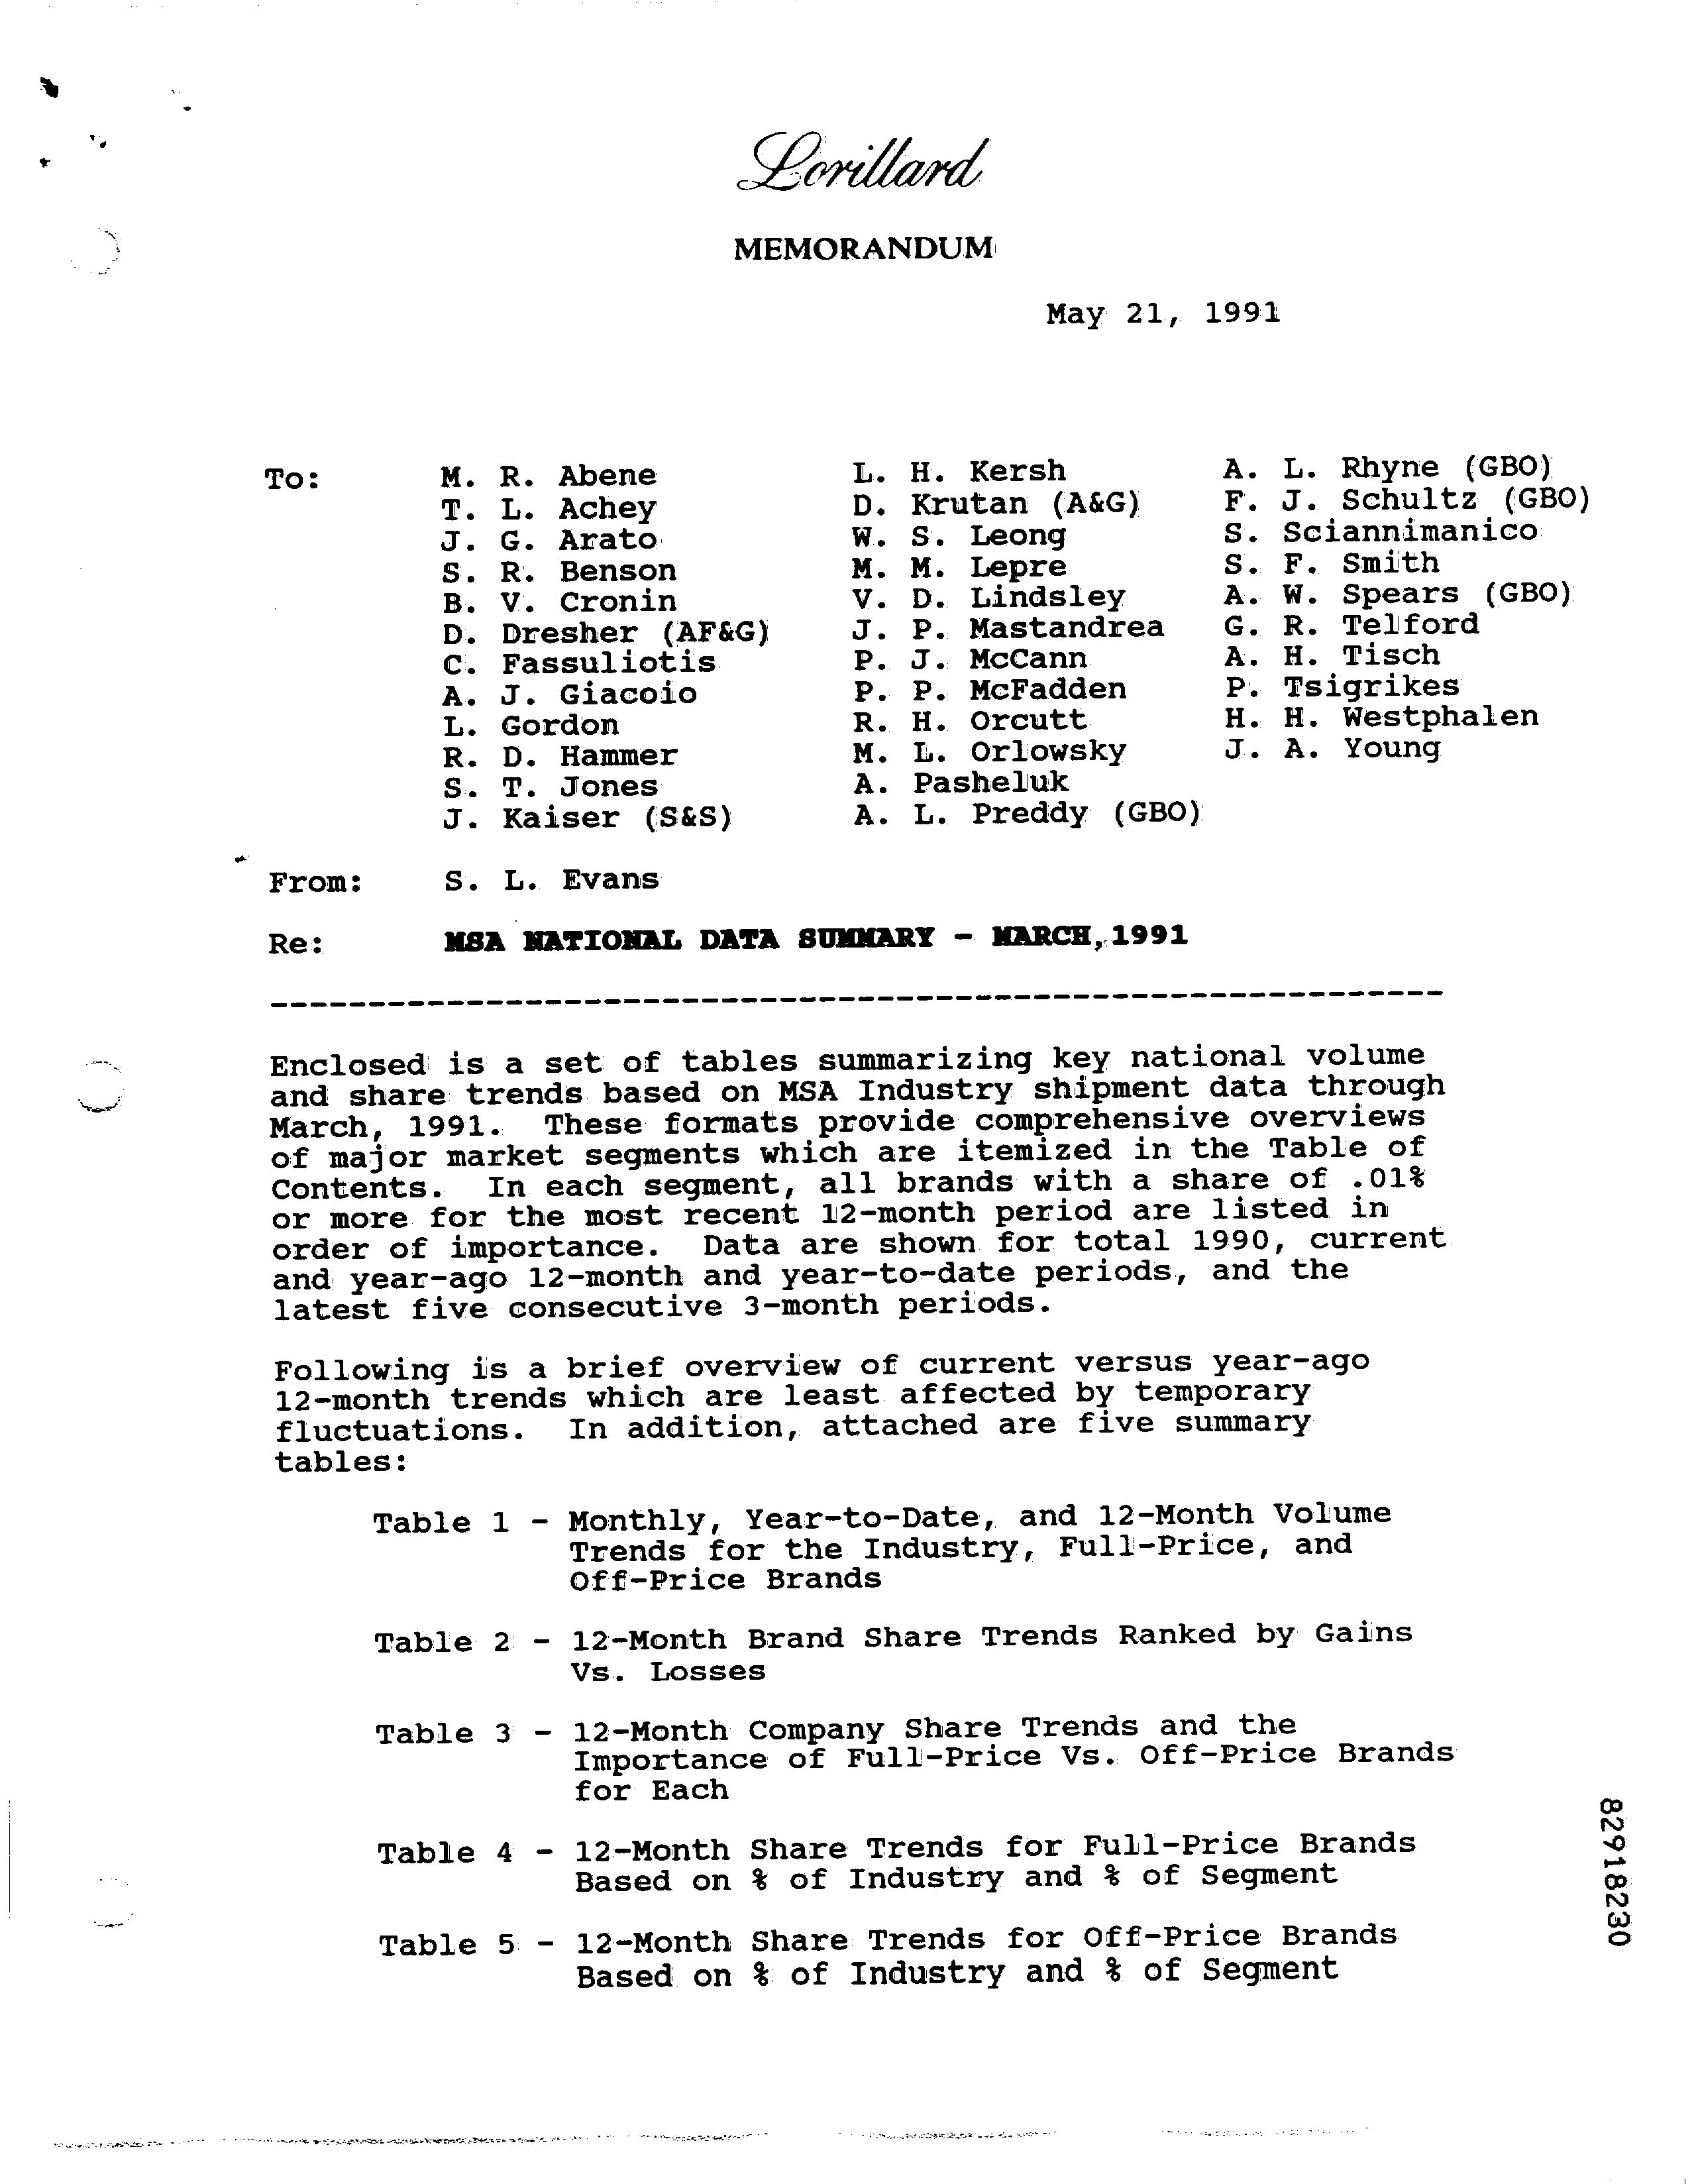 Lorillard
MEMORANDUM
May 21, 1991
To: M. R. Abene L. H. Kersh A. L. Rhyne (GBO)
T. L. Achey D. Krutan (A&G) F. J. Schultz (GBO)
J. G. Arato W. S. Leong S. Sciannimanico
S. R. Benson M. M. Lepre S. F. Smith
B. V. Cronin V. D. Lindsley A. W. Spears (GBO)
D. Dresher (AF&G) J. P. Mastandrea G. R. Telford
C. Fassuliotis P. J. McCann A. H. Tisch
A. J. Giacoio P. P. McFadden P. Tsigrikes
L. Gordon R. H. Orcutt H. H. Westphalen
R. D. Hammer M. L. Orlowsky J. A. Young
S. T. Jones A. Pasheluk
J. Kaiser (S&S) A. L. Preddy (GBO)
From: S. L. Evans
Re: MSA NATIONAL DATA SUMMARY - MARCH, 1991
Enclosed is a set of tables summarizing key national volume
and share trends based on MSA Industry shipment data through
March, 1991. These formats provide comprehensive overviews
of major market segments which are itemized in the Table of
Contents. In each segment, all brands with a share of .01%
or more for the most recent 12-month period are listed in
order of importance. Data are shown for total 1990, current
and year-ago 12-month and year-to-date periods, and the
latest five consecutive 3-month periods.
Following is a brief overview of current versus year-ago
12-month trends which are least affected by temporary
fluctuations. In addition, attached are five summary
tables:
Table 1 - Monthly, Year-to-Date, and 12-Month Volume
Trends for the Industry, Full-Price, and
Off-Price Brands
Table 2 - 12-Month Brand Share Trends Ranked by Gains
Vs. Losses
Table 3 - 12-Month Company Share Trends and the
Importance of Full-Price Vs. Off-Price Brands
for Each
Table 4 - 12-Month Share Trends for Full-Price Brands
Based on % of Industry and % of Segment
Table 5 - 12-Month Share Trends for Off-Price Brands
Based on % of Industry and % of Segment
82918230